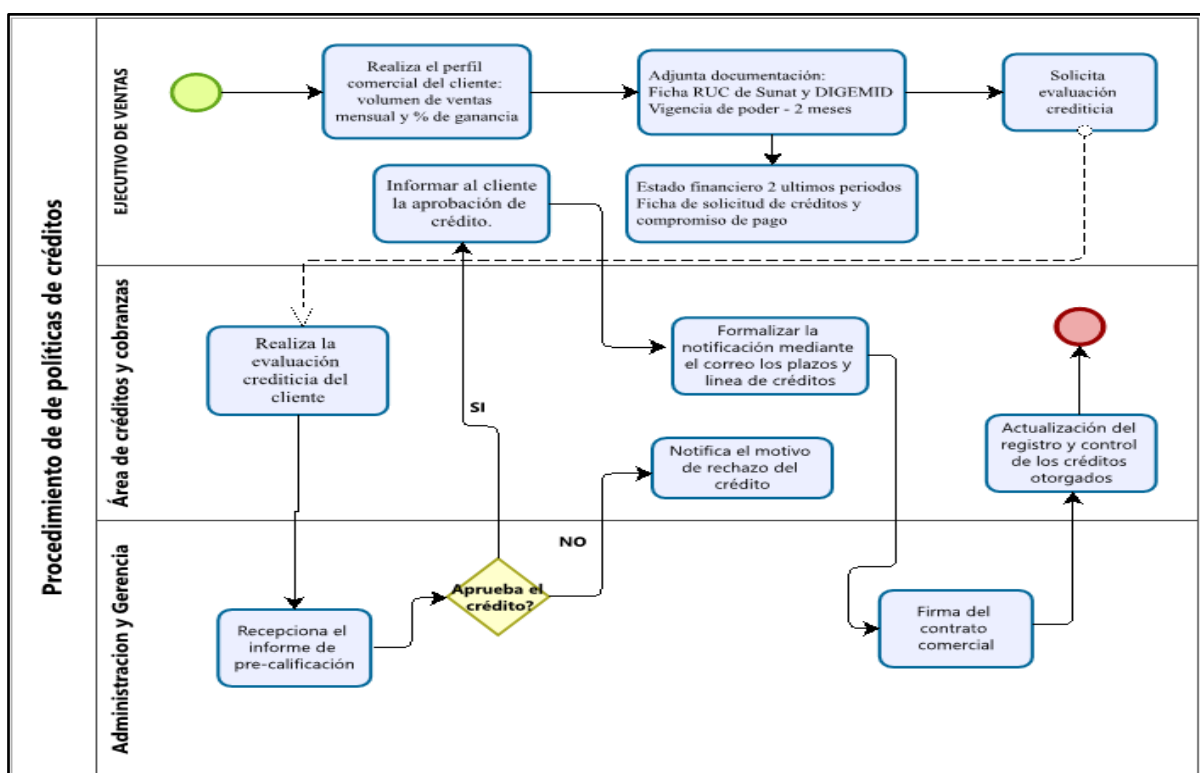 Procedimiento de de políticas de créditos
EJECUTIVO DE VENTAS
Realiza el perfil
comercial del cliente:
volumen de ventas
mensual y % de ganancia
Adjunta documentación:
Ficha RUC de Sunat y DIGEMID
Vigencia de poder - 2 meses
Solicita
evaluación
crediticia
Informar al cliente
la aprobación de
crédito.
Estado financiero 2 ultimos periodos
Ficha de solicitud de créditos y
compromiso de pago
Área de créditos y cobranzas
Realiza la
evaluación
crediticia del
cliente
SI
Formalizar la
notificación mediante
el correo los plazos y
linea de créditos
Notifica el motivo
de rechazo del
crédito
Actualización del
registro y control
de los créditos
otorgados
Administracion y Gerencia
Recepciona el
informe de
pre-calificación
Aprueba el
crédito?
NO
Firma del
contrato
comercial